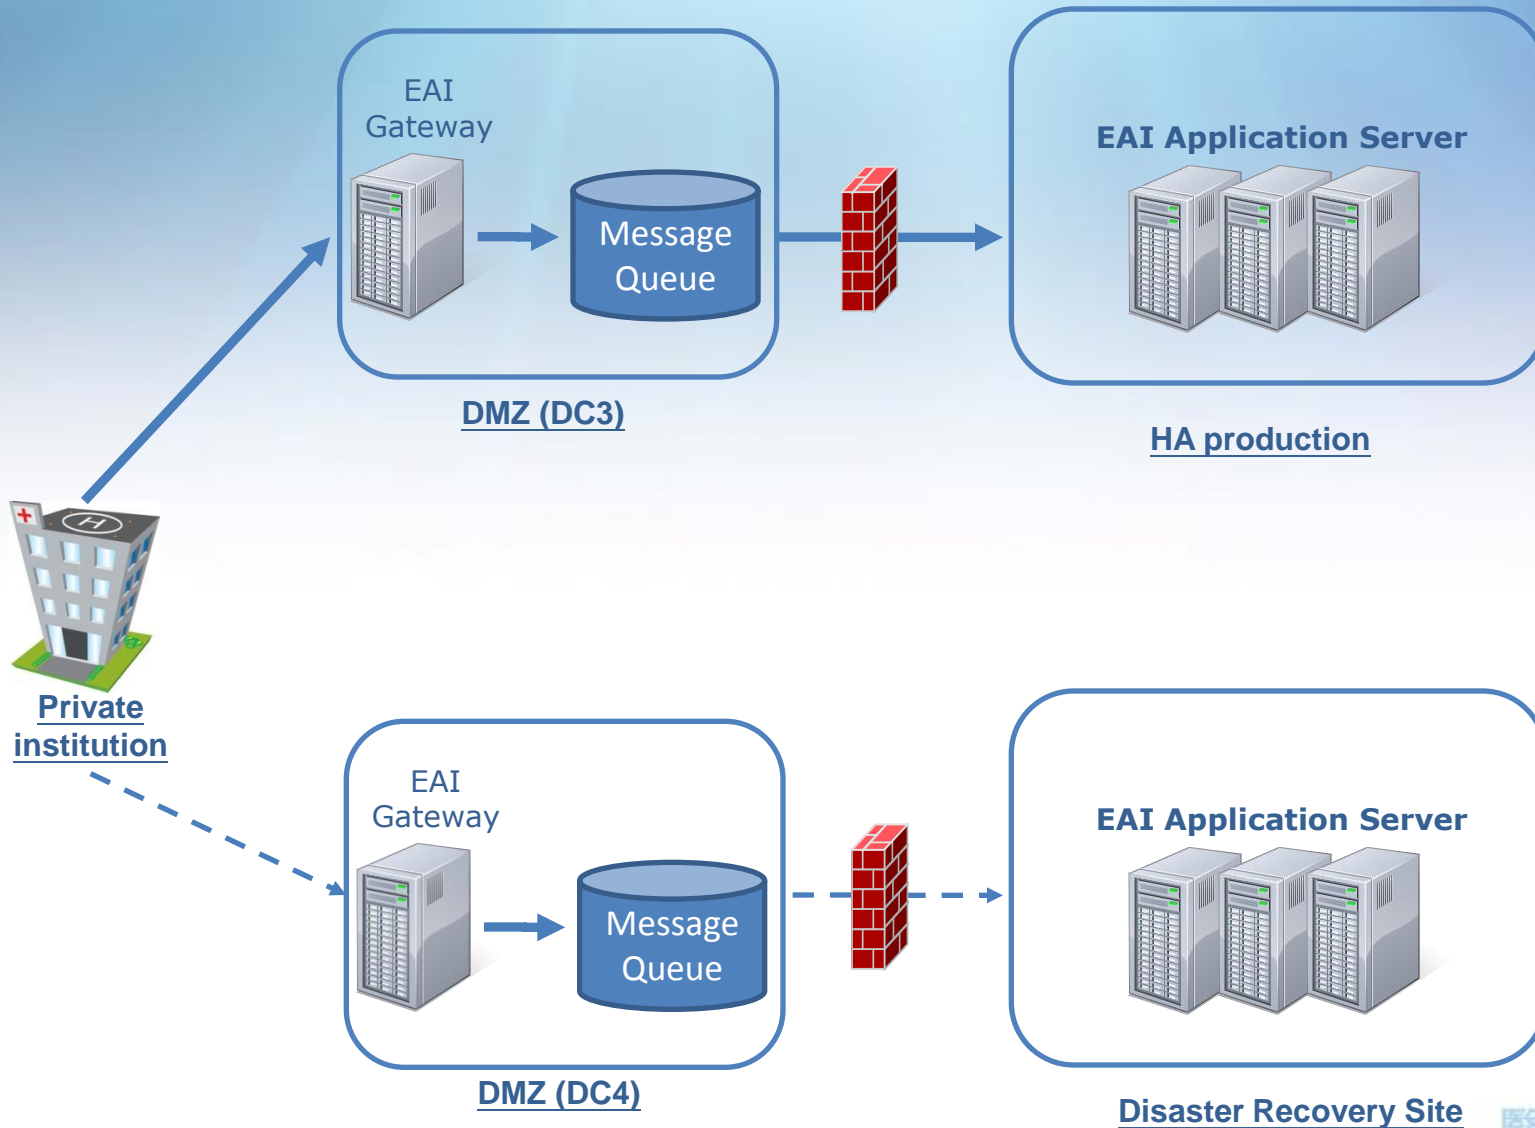 EAI
Gateway
Message
Queue
DMZ (DC3)
EAI Application Server
HA production
H
Private
institution
EAI
Gateway
Message
Queue
DMZ (DC4)
EAI Application Server
Disaster Recovery Site